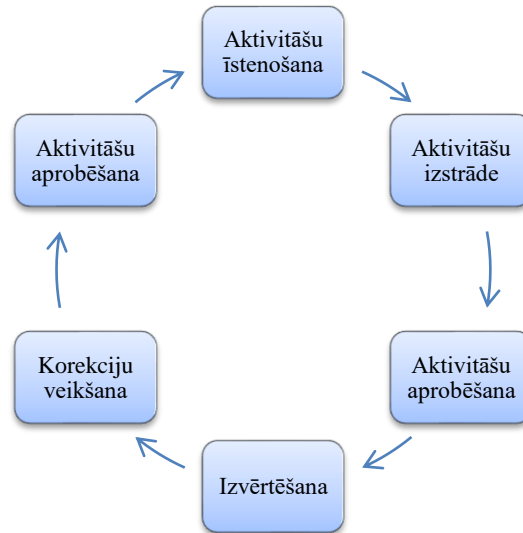 Aktivitāšu
īstenošana
Aktivitāšu
izstrāde
Aktivitāšu
aprobēšana
Izvērtēšana
Korekciju
veikšana
Aktivitāšu
aprobēšana